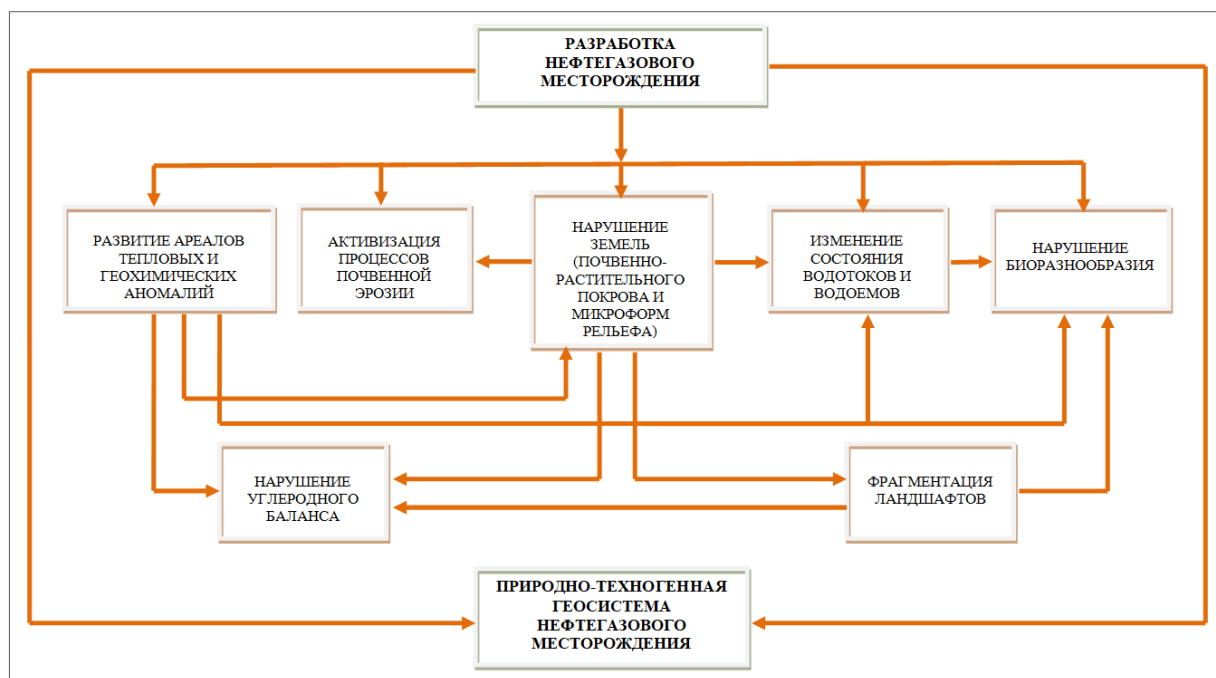 РАЗРАБОТКА
НЕФТЕГАЗОВОГО
МЕСТОРОЖДЕНИЯ
РАЗВИТИЕ АРЕАЛОВ
ТЕПЛОВЫХ И
ГЕОХИМИЧЕСКИХ
АНОМАЛИЙ
АКТИВИЗАЦИЯ
ПРОЦЕССОВ
ПОЧВЕННОЙ
ЭРОЗИИ
НАРУШЕНИЕ
ЗЕМЕЛЬ
(ПОЧВЕННО-
РАСТИТЕЛЬНОГО
ПОКРОВА И
МИКРОФОРМ
РЕЛЬЕФА)
ИЗМЕНЕНИЕ
СОСТОЯНИЯ
ВОДОТОКОВ И
ВОДОЕМОВ
НАРУШЕНИЕ
БИОРАЗНООБРАЗИЯ
НАРУШЕНИЕ
УГЛЕРОДНОГО
БАЛАНСА
ФРАГМЕНТАЦИЯ
ЛАНДШАФТОВ
ПРИРОДНО-ТЕХНОГЕННАЯ
ГЕОСИСТЕМА
НЕФТЕГАЗОВОГО
МЕСТОРОЖДЕНИЯ